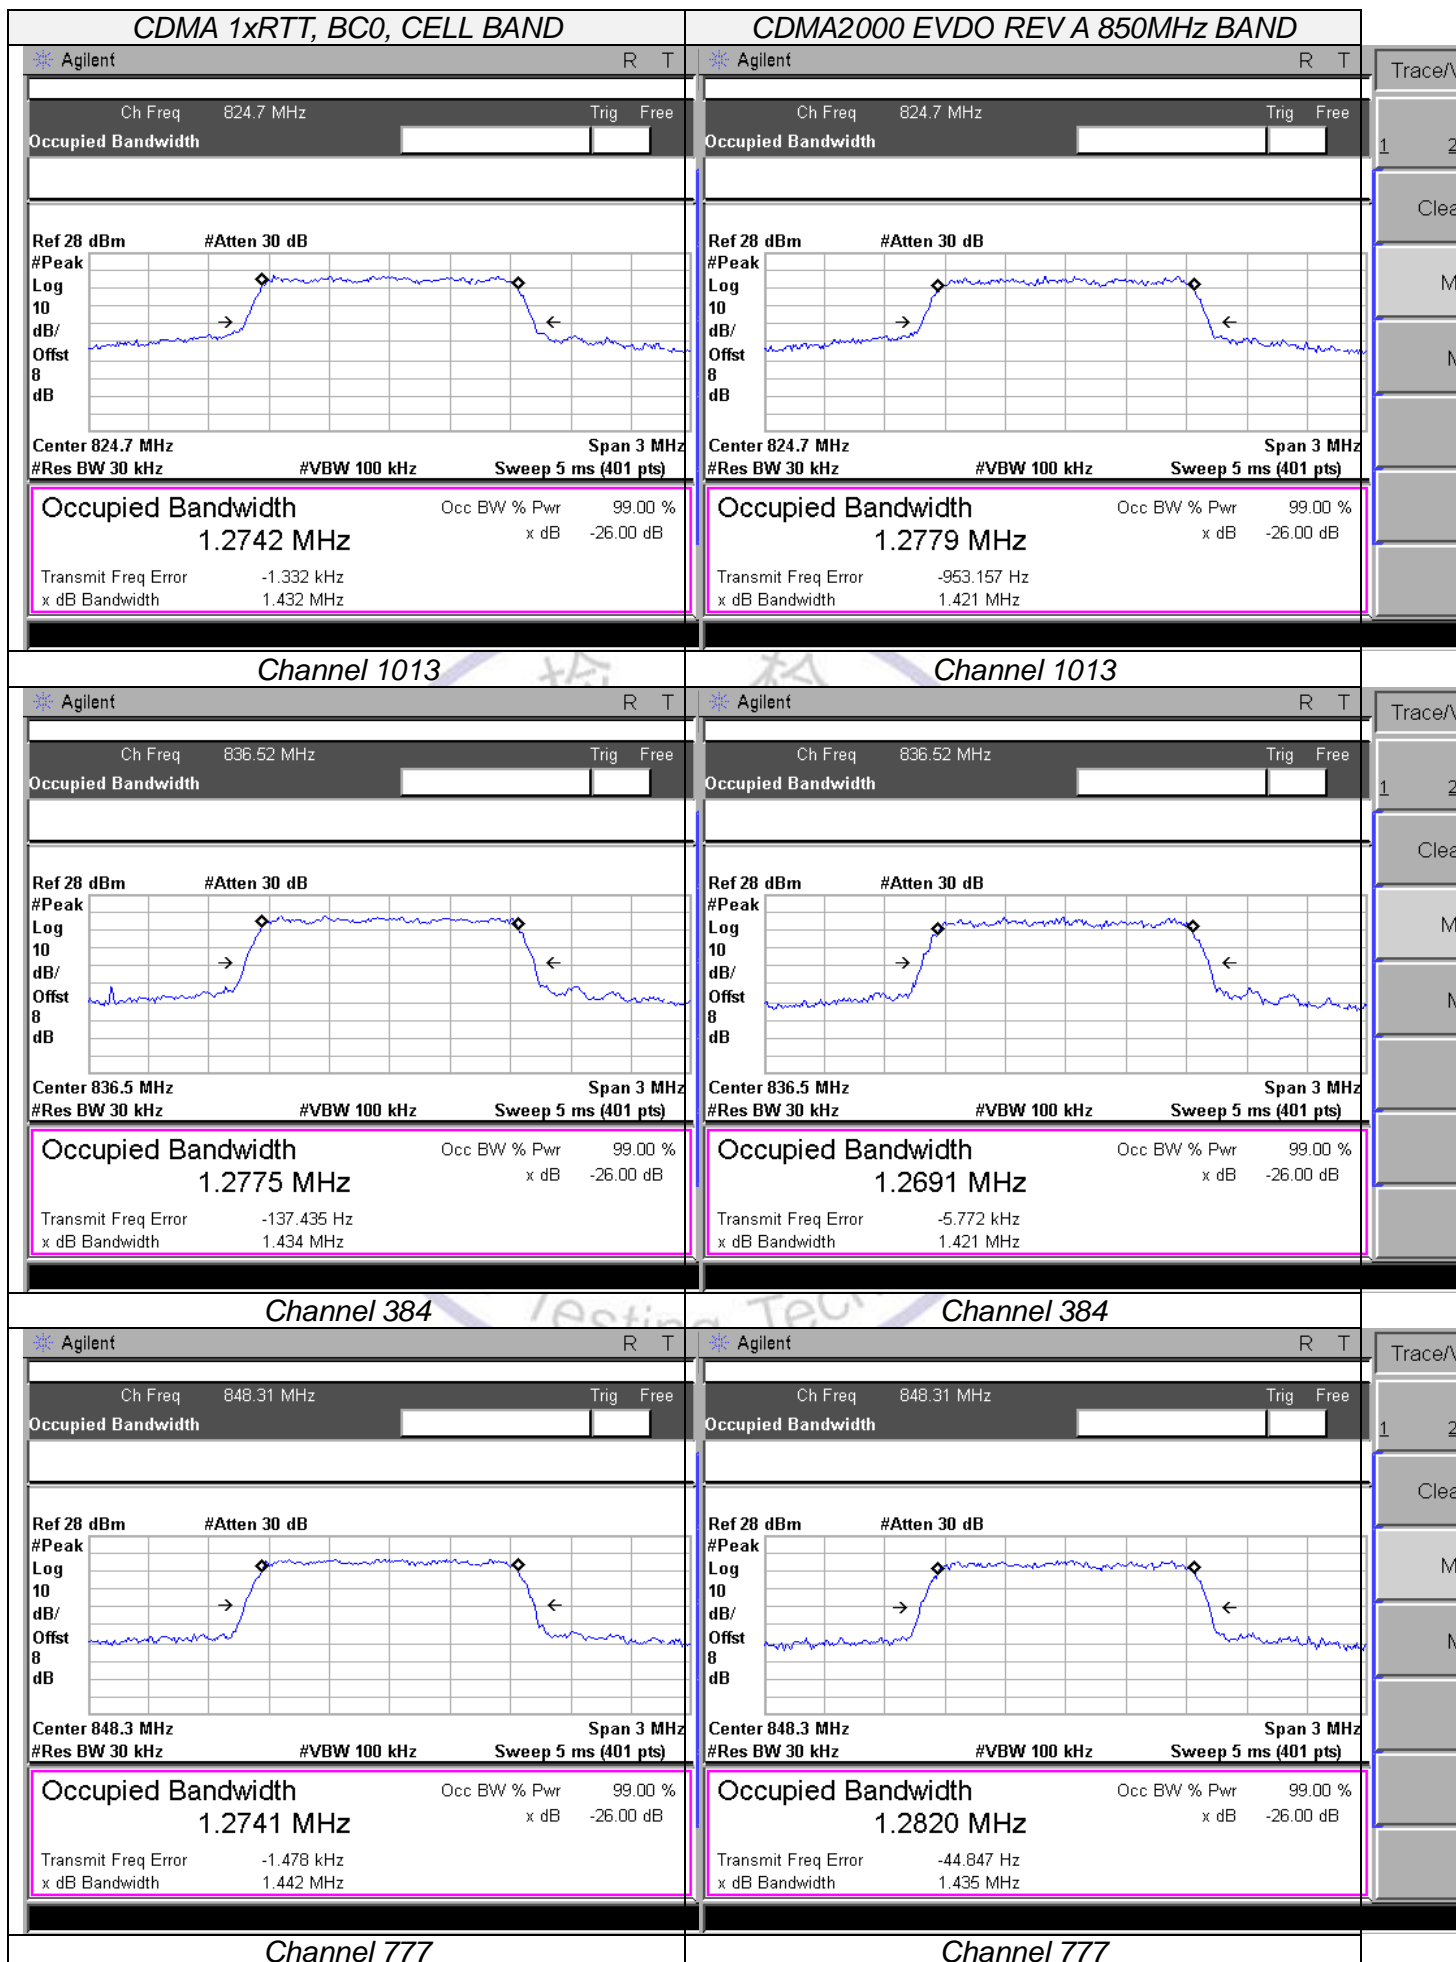 CDMA 1xRTT, BC0, CELL BAND
CDMA2000 EVDO REV A 850MHz BAND
Agilent R T
Ch Freq 824.7 MHz Trig Free
Occupied Bandwidth
Ref 28 dBm #Atten 30 dB
#Peak
Log
10
dB/
Offst
8
dB
Center 824.7 MHz Span 3 MHz
#Res BW 30 kHz #VBW 100 kHz Sweep 5 ms (401 pts)
Occupied Bandwidth Occ BW % Pwr 99.00 %
1.2742 MHz x dB -26.00 dB
Transmit Freq Error -1.332 kHz
x dB Bandwidth 1.432 MHz
Channel 1013
Agilent R T
Ch Freq 824.7 MHz Trig Free
Occupied Bandwidth
Ref 28 dBm #Atten 30 dB
#Peak
Log
10
dB/
Offst
8
dB
Center 824.7 MHz Span 3 MHz
#Res BW 30 kHz #VBW 100 kHz Sweep 5 ms (401 pts)
Occupied Bandwidth Occ BW % Pwr 99.00 %
1.2779 MHz x dB -26.00 dB
Transmit Freq Error -953.157 Hz
x dB Bandwidth 1.421 MHz
Channel 1013
Agilent R T
Ch Freq 836.52 MHz Trig Free
Occupied Bandwidth
Ref 28 dBm #Atten 30 dB
#Peak
Log
10
dB/
Offst
8
dB
Center 836.5 MHz Span 3 MHz
#Res BW 30 kHz #VBW 100 kHz Sweep 5 ms (401 pts)
Occupied Bandwidth Occ BW % Pwr 99.00 %
1.2775 MHz x dB -26.00 dB
Transmit Freq Error -137.435 Hz
x dB Bandwidth 1.434 MHz
Channel 384
Agilent R T
Ch Freq 836.52 MHz Trig Free
Occupied Bandwidth
Ref 28 dBm #Atten 30 dB
#Peak
Log
10
dB/
Offst
8
dB
Center 836.5 MHz Span 3 MHz
#Res BW 30 kHz #VBW 100 kHz Sweep 5 ms (401 pts)
Occupied Bandwidth Occ BW % Pwr 99.00 %
1.2691 MHz x dB -26.00 dB
Transmit Freq Error -5.772 kHz
x dB Bandwidth 1.421 MHz
Channel 384
Agilent R T
Ch Freq 848.31 MHz Trig Free
Occupied Bandwidth
Ref 28 dBm #Atten 30 dB
#Peak
Log
10
dB/
Offst
8
dB
Center 848.3 MHz Span 3 MHz
#Res BW 30 kHz #VBW 100 kHz Sweep 5 ms (401 pts)
Occupied Bandwidth Occ BW % Pwr 99.00 %
1.2741 MHz x dB -26.00 dB
Transmit Freq Error -1.478 kHz
x dB Bandwidth 1.442 MHz
Channel 777
Agilent R T
Ch Freq 848.31 MHz Trig Free
Occupied Bandwidth
Ref 28 dBm #Atten 30 dB
#Peak
Log
10
dB/
Offst
8
dB
Center 848.3 MHz Span 3 MHz
#Res BW 30 kHz #VBW 100 kHz Sweep 5 ms (401 pts)
Occupied Bandwidth Occ BW % Pwr 99.00 %
1.2820 MHz x dB -26.00 dB
Transmit Freq Error -44.847 Hz
x dB Bandwidth 1.435 MHz
Channel 777